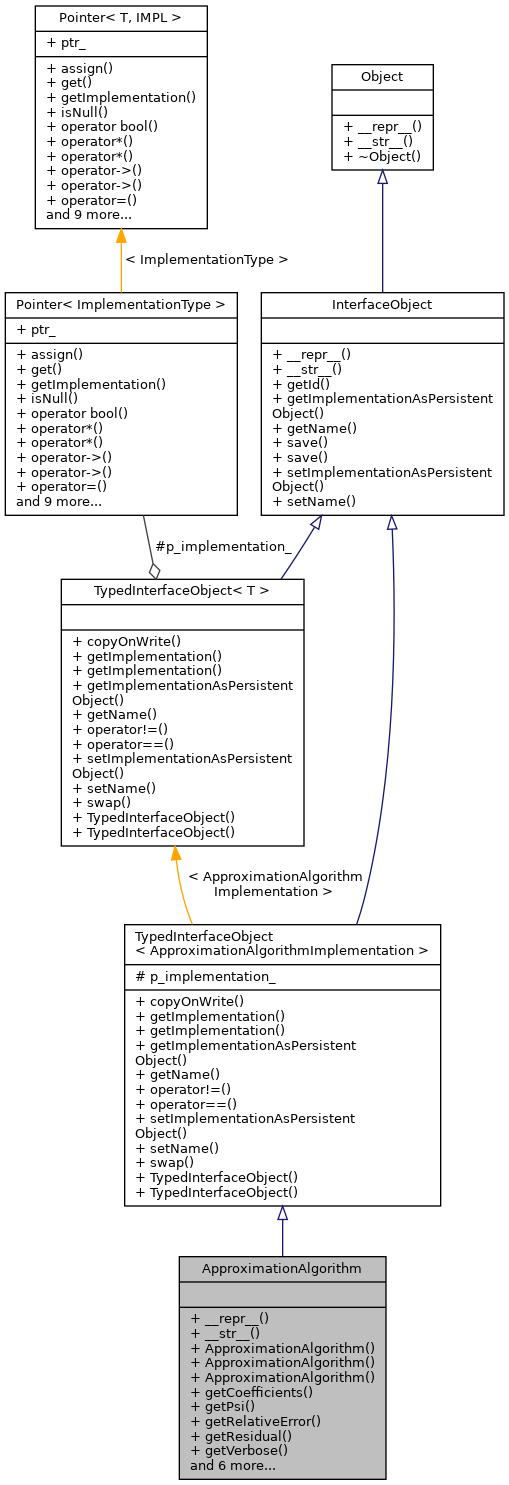 Pointer< T, IMPL >
+ ptr_
+ assign()
+ get()
+ getImplementation()
+ isNull()
+ operator bool()
+ operator*()
+ operator*()
+ operator->()
+ operator->()
+ operator=()
and 9 more...
Object
+ __repr__()
+ __str__()
+ ~Object()
< ImplementationType >
Pointer< ImplementationType >
+ ptr_
+ assign()
+ get()
+ getImplementation()
+ isNull()
+ operator bool()
+ operator*()
+ operator*()
+ operator->()
+ operator->()
+ operator=()
and 9 more...
InterfaceObject
+ __repr__()
+ __str__()
+ getId()
+ getImplementationAsPersistent
Object()
+ getName()
+ save()
+ save()
+ setImplementationAsPersistent
Object()
+ setName()
#p_implementation_
TypedInterfaceObject< T >
+ copyOnWrite()
+ getImplementation()
+ getImplementation()
+ getImplementationAsPersistent
Object()
+ getName()
+ operator!=()
+ operator==()
+ setImplementationAsPersistent
Object()
+ setName()
+ swap()
+ TypedInterfaceObject()
+ TypedInterfaceObject()
< ApproximationAlgorithm
Implementation >
TypedInterfaceObject
< ApproximationAlgorithmImplementation >
# p_implementation_
+ copyOnWrite()
+ getImplementation()
+ getImplementation()
+ getImplementationAsPersistent
Object()
+ getName()
+ operator!=()
+ operator==()
+ setImplementationAsPersistent
Object()
+ setName()
+ swap()
+ TypedInterfaceObject()
+ TypedInterfaceObject()
ApproximationAlgorithm
+ __repr__()
+ __str__()
+ ApproximationAlgorithm()
+ ApproximationAlgorithm()
+ ApproximationAlgorithm()
+ getCoefficients()
+ getPsi()
+ getRelativeError()
+ getResidual()
+ getVerbose()
and 6 more...